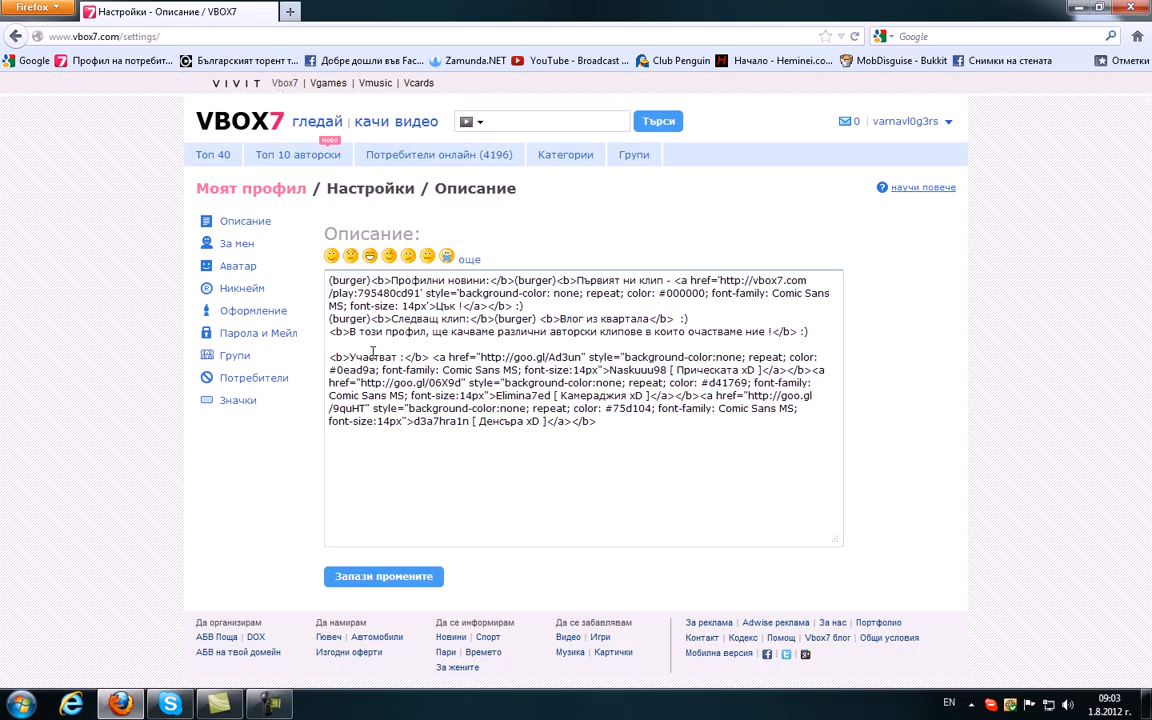 Firefox
Настройки - Описание / VBOX7
www.vbox7.com/settings/
Google
Google
Профил на потребит...
Българският торент т...
Добре дошли във Fac...
Zamunda.NET
YouTube - Broadcast ...
Club Penguin
Начало - Heminei.co...
MobDisguise - Bukkit
Снимки на стената
Отметки
VIVIT
Vbox7 | Vgames | Vmusic | Vcards
VBOX7 гледай | качи видео
Търси
0 | varnavl0g3rs
Топ 40
Топ 10 авторски
ново
Потребители онлайн (4196)
Категории
Групи
Моят профил / Настройки / Описание
научи повече
Описание
За мен
Аватар
Никнейм
Оформление
Парола и Мейл
Групи
Потребители
Значки
Описание:
още
(burger)<b>Профилни новини:</b>(burger)<b>Първият ни клип - <a href='http://vbox7.com
/play:795480cd91' style='background-color: none; repeat; color: #000000; font-family: Comic Sans
MS; font-size: 14px'>Цък !</a></b> :)
(burger)<b>Следващ клип:</b>(burger) <b>Влог из квартала</b>  :)
<b>В този профил, ще качваме различни авторски клипове в които очастваме ние !</b> :)
<b>Участват :</b> <a href="http://goo.gl/Ad3un" style="background-color:none; repeat; color:
#0ead9a; font-family: Comic Sans MS; font-size:14px">Naskuuu98 [ Прическата xD ]</a></b><a
href="http://goo.gl/06X9d" style="background-color:none; repeat; color: #d41769; font-family:
Comic Sans MS; font-size:14px">Elimina7ed [ Камераджия xD ]</a></b><a href="http://goo.gl
/9quHT" style="background-color:none; repeat; color: #75d104; font-family: Comic Sans MS;
font-size:14px">d3a7hra1n [ Денсъра xD ]</a></b>
Запази промените
Да организирам
АБВ Поща | DOX
АБВ на твой домейн
Да намирам
Гювеч | Автомобили
Изгодни оферти
Да се информирам
Новини | Спорт
Пари | Времето
За жените
Да се забавлявам
Видео | Игри
Музика | Картички
За реклама | Adwise реклама | За нас | Портфолио
Контакт | Кодекс | Помощ | Vbox7 блог | Общи условия
Мобилна версия
EN
09:03
1.8.2012 г.